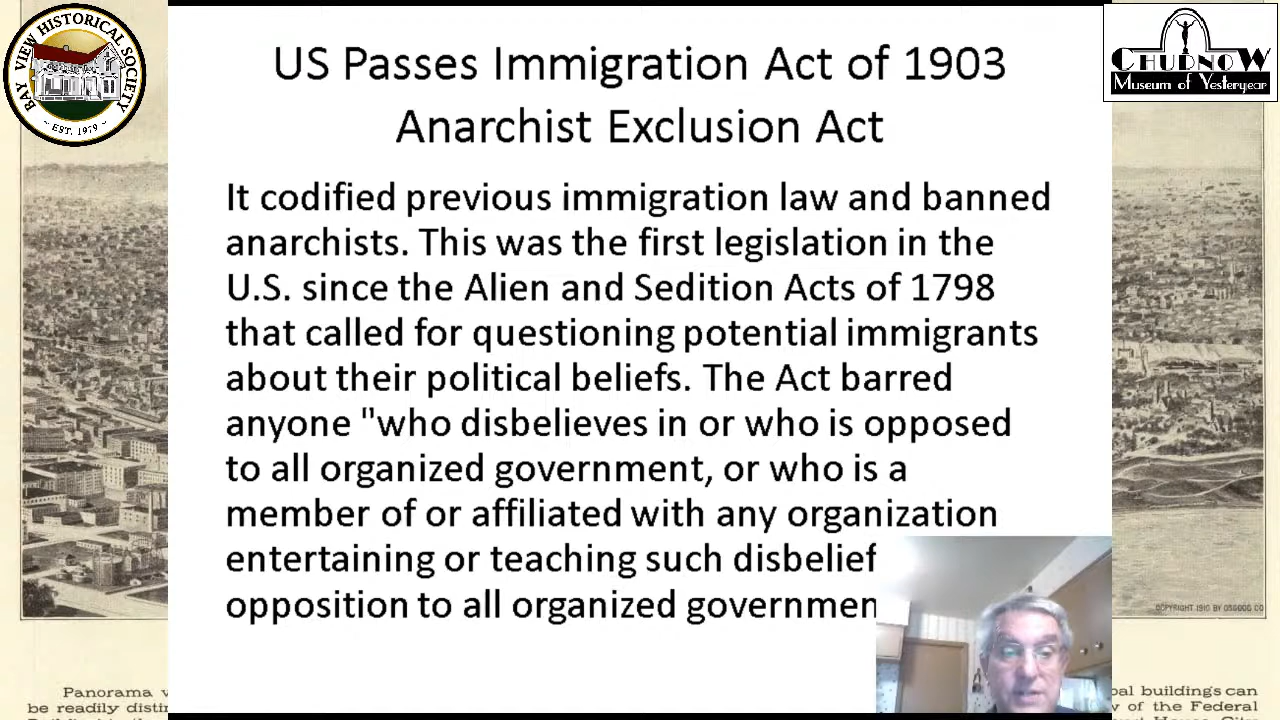 BAY VIEW HISTORICAL SOCIETY
~ EST. 1979 ~
CHUDNOW
Museum of Yesteryear
US Passes Immigration Act of 1903
Anarchist Exclusion Act
It codified previous immigration law and banned
anarchists. This was the first legislation in the
U.S. since the Alien and Sedition Acts of 1798
that called for questioning potential immigrants
about their political beliefs. The Act barred
anyone "who disbelieves in or who is opposed
to all organized government, or who is a
member of or affiliated with any organization
entertaining or teaching such disbelief
opposition to all organized governmen
COPYRIGHT 1910 BY OSGOOD CO
Panorama
be readily
buildings can
of the Federal